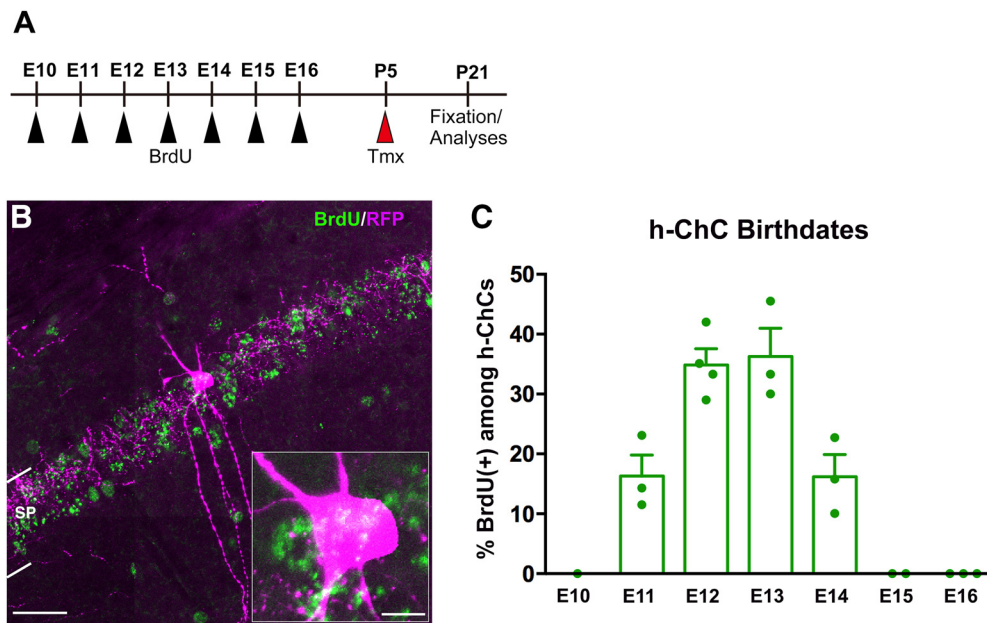 A
E10 E11 E12 E13 E14 E15 E16 P5 P21
BrdU
Tmx
Fixation/
Analyses
B
BrdU/RFP
SP
C
h-ChC Birthdates
% BrdU(+) among h-ChCs
50
40
30
20
10
0
E10 E11 E12 E13 E14 E15 E16